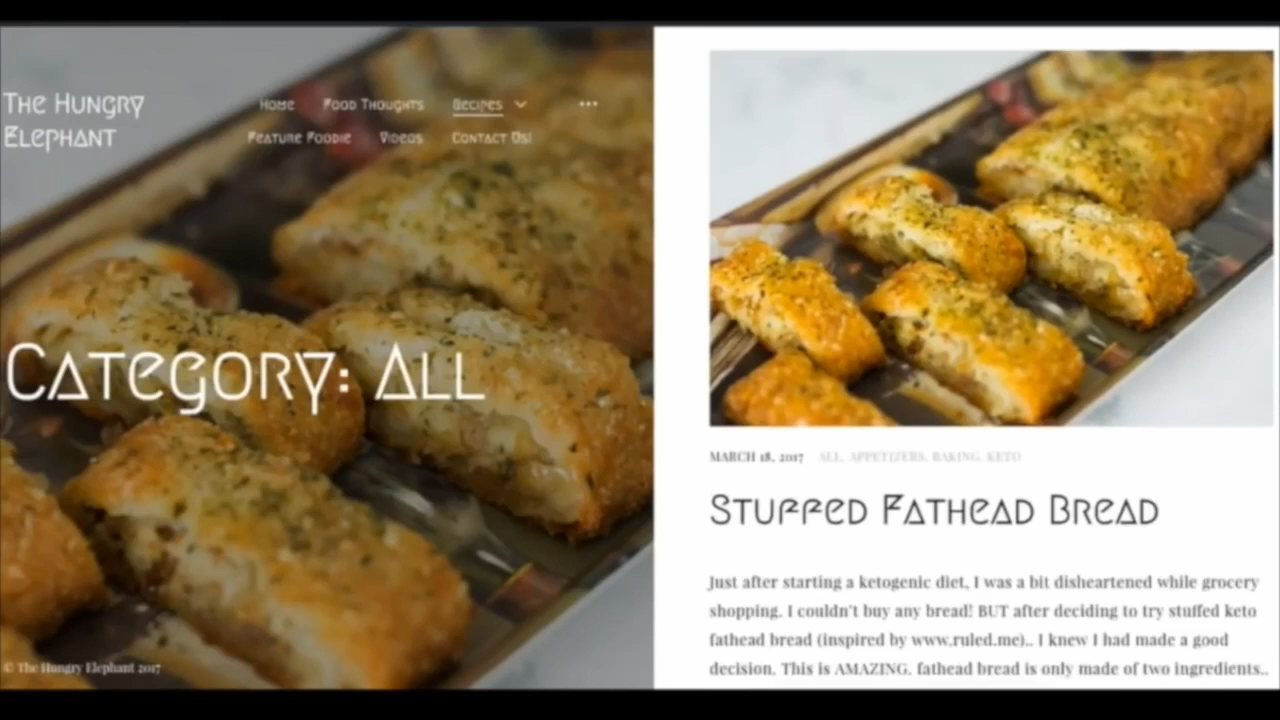 The Hungry
Elephant
Home Food Thoughts Recipes
Feature Foodie Videos Contact Us!
Category: All
© The Hungry Elephant 2017
MARCH 18, 2017 ALL, APPETIZERS, BAKING, KETO
Stuffed Fathead Bread
Just after starting a ketogenic diet, I was a bit disheartened while grocery
shopping. I couldn't buy any bread! BUT after deciding to try stuffed keto
fathead bread (inspired by www.ruled.me).. I knew I had made a good
decision. This is AMAZING. fathead bread is only made of two ingredients..